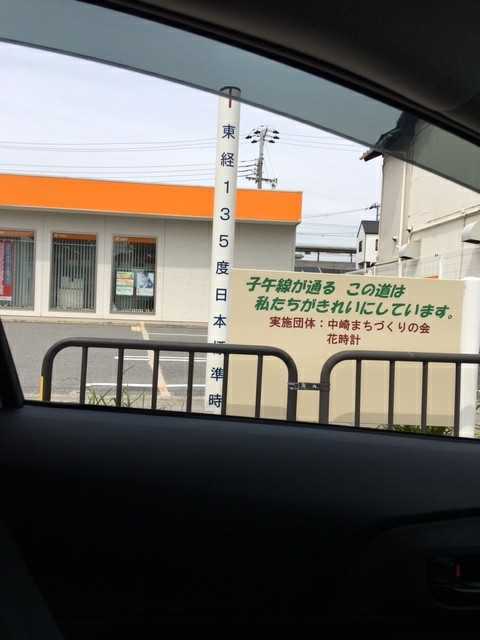 東経135度日本標準時
子午線が通る この道は
私たちがきれいにしています。
実施団体：中崎まちづくりの会
花時計